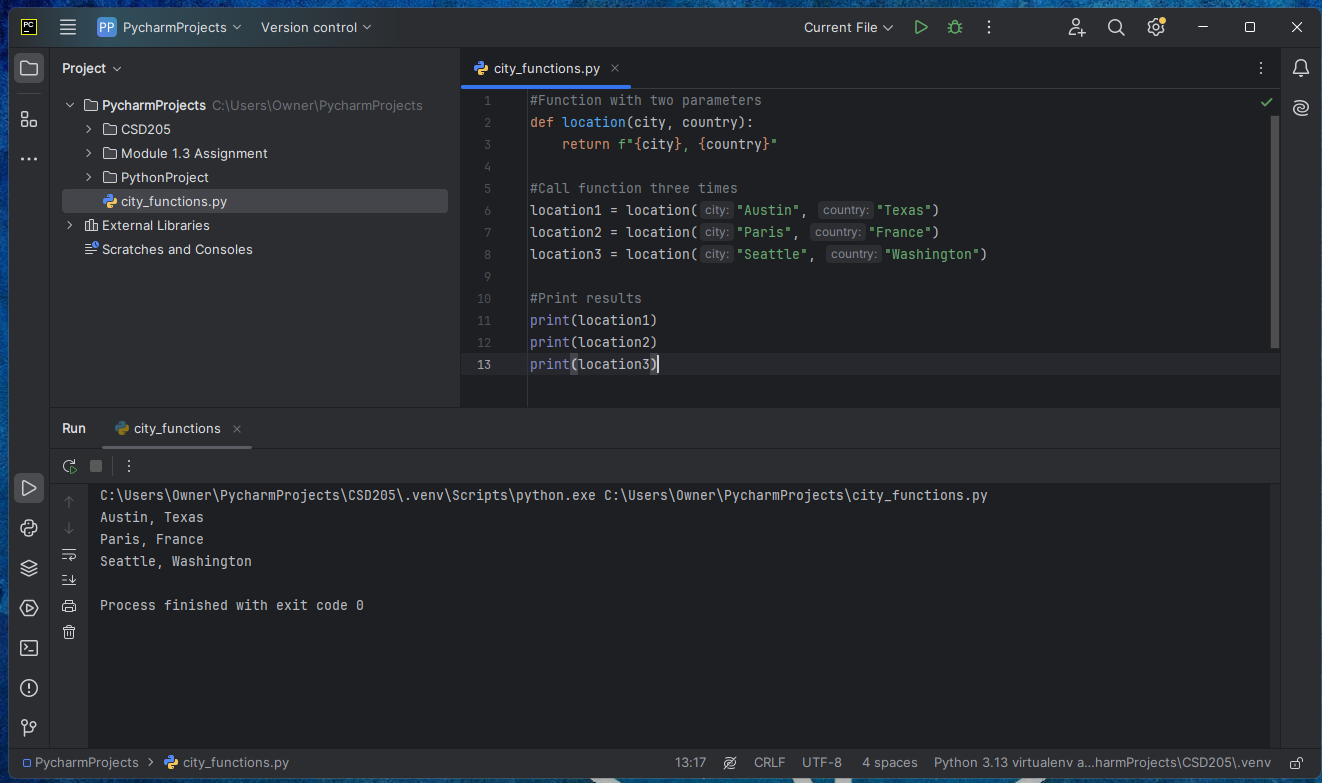 PC PP PycharmProjects Version control Current File
Project
PycharmProjects C:\Users\Owner\PycharmProjects
CSD205
Module 1.3 Assignment
PythonProject
city_functions.py
External Libraries
Scratches and Consoles
city_functions.py
1 #Function with two parameters
2 def location(city, country):
3 return f"{city}, {country}"
4
5 #Call function three times
6 location1 = location( city: "Austin", country: "Texas")
7 location2 = location( city: "Paris", country: "France")
8 location3 = location( city: "Seattle", country: "Washington")
9
10 #Print results
11 print(location1)
12 print(location2)
13 print(location3)
Run city_functions
C:\Users\Owner\PycharmProjects\CSD205\.venv\Scripts\python.exe C:\Users\Owner\PycharmProjects\city_functions.py
Austin, Texas
Paris, France
Seattle, Washington
Process finished with exit code 0
PycharmProjects city_functions.py 13:17 CRLF UTF-8 4 spaces Python 3.13 virtualenv a...harmProjects\CSD205\.venv